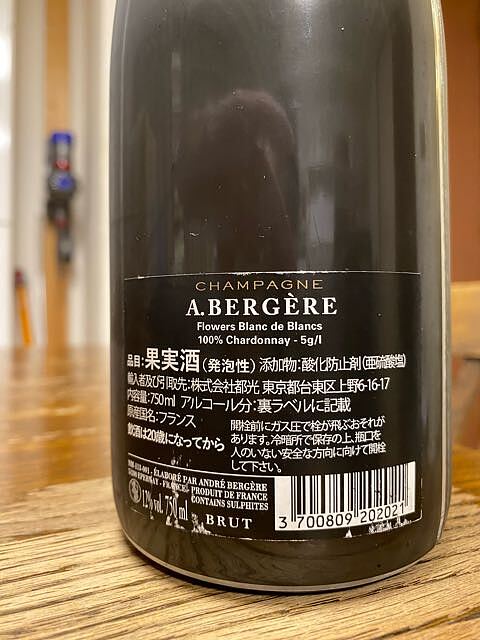 CHAMPAGNE
A.BERGÈRE
Flowers Blanc de Blancs
100% Chardonnay - 5g/l
品目:果実酒(発泡性) 添加物:酸化防止剤(亜硫酸塩)
輸入者及び引取先:株式会社都光 東京都台東区上野6-16-17
内容量:750ml アルコール分:裏ラベルに記載
原産国名:フランス
飲酒は20歳になってから
開栓前にガス圧で栓が飛ぶおそれが
あります。冷暗所で保存の上、瓶口を
人のいない安全な方向に向けて開栓
して下さい。
ÉLABORÉ PAR ANDRÉ BERGÈRE
EPERNAY - FRANCE - PRODUIT DE FRANCE
CONTAINS SULPHITES
12% vol. 750 ml
BRUT
3 700809 202021